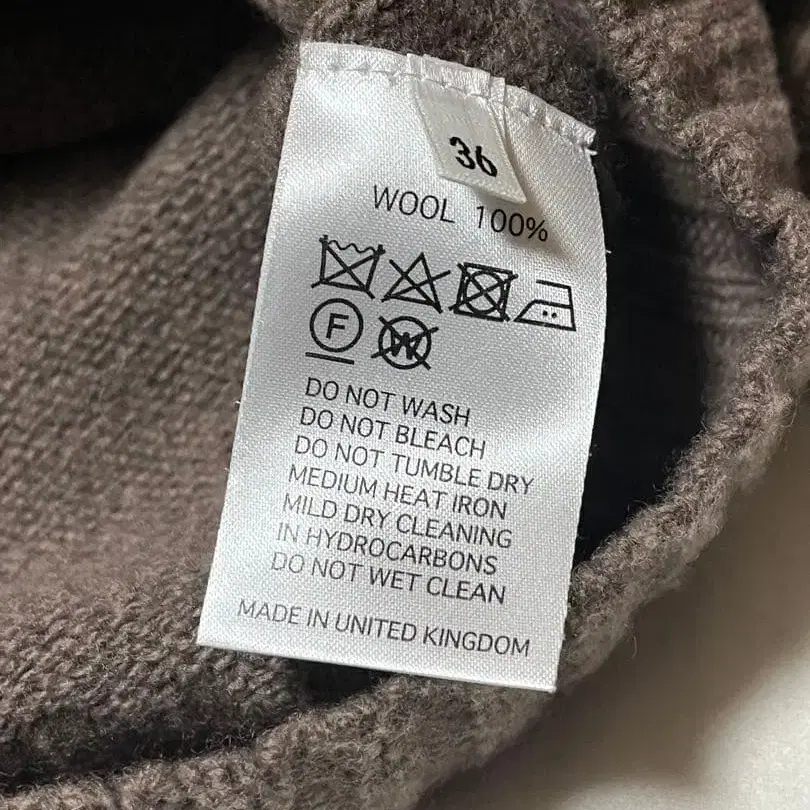 36
WOOL 100%
F W
DO NOT WASH
DO NOT BLEACH
DO NOT TUMBLE DRY
MEDIUM HEAT IRON
MILD DRY CLEANING
IN HYDROCARBONS
DO NOT WET CLEAN
MADE IN UNITED KINGDOM